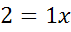 2 = 1x